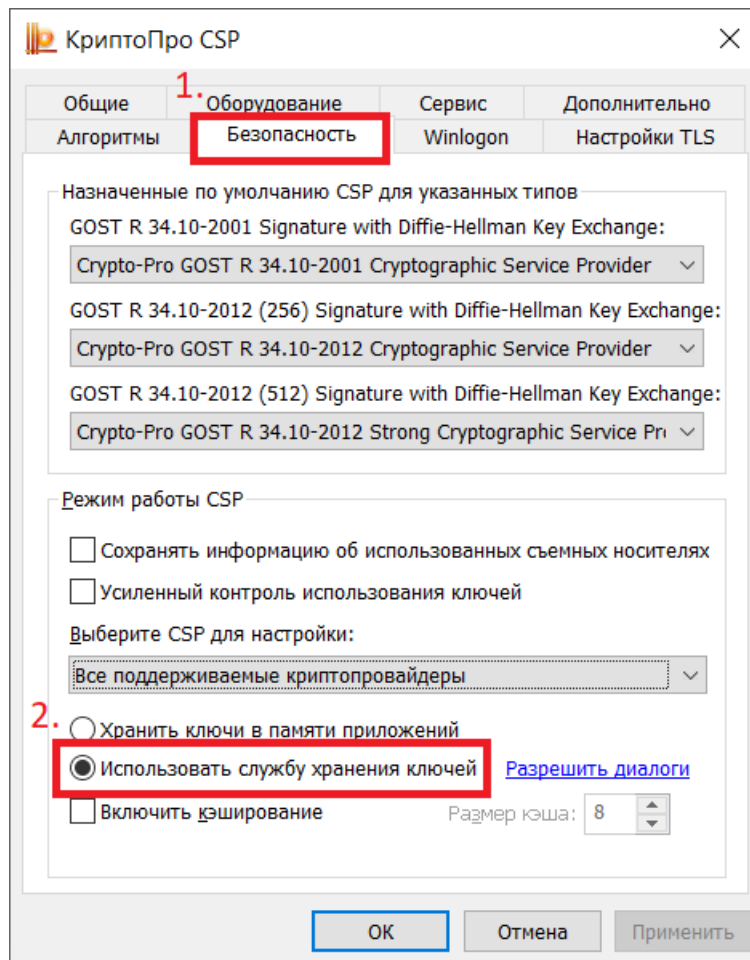 КриптоПро CSP
1.
Общие Оборудование Сервис Дополнительно
Алгоритмы Безопасность Winlogon Настройки TLS
Назначенные по умолчанию CSP для указанных типов
GOST R 34.10-2001 Signature with Diffie-Hellman Key Exchange:
Crypto-Pro GOST R 34.10-2001 Cryptographic Service Provider
GOST R 34.10-2012 (256) Signature with Diffie-Hellman Key Exchange:
Crypto-Pro GOST R 34.10-2012 Cryptographic Service Provider
GOST R 34.10-2012 (512) Signature with Diffie-Hellman Key Exchange:
Crypto-Pro GOST R 34.10-2012 Strong Cryptographic Service Pr
Режим работы CSP
Сохранять информацию об использованных съемных носителях
Усиленный контроль использования ключей
Выберите CSP для настройки:
Все поддерживаемые криптопровайдеры
2.
Хранить ключи в памяти приложений
Использовать службу хранения ключей Разрешить диалоги
Включить кэширование Размер кэша: 8
ОК Отмена Применить